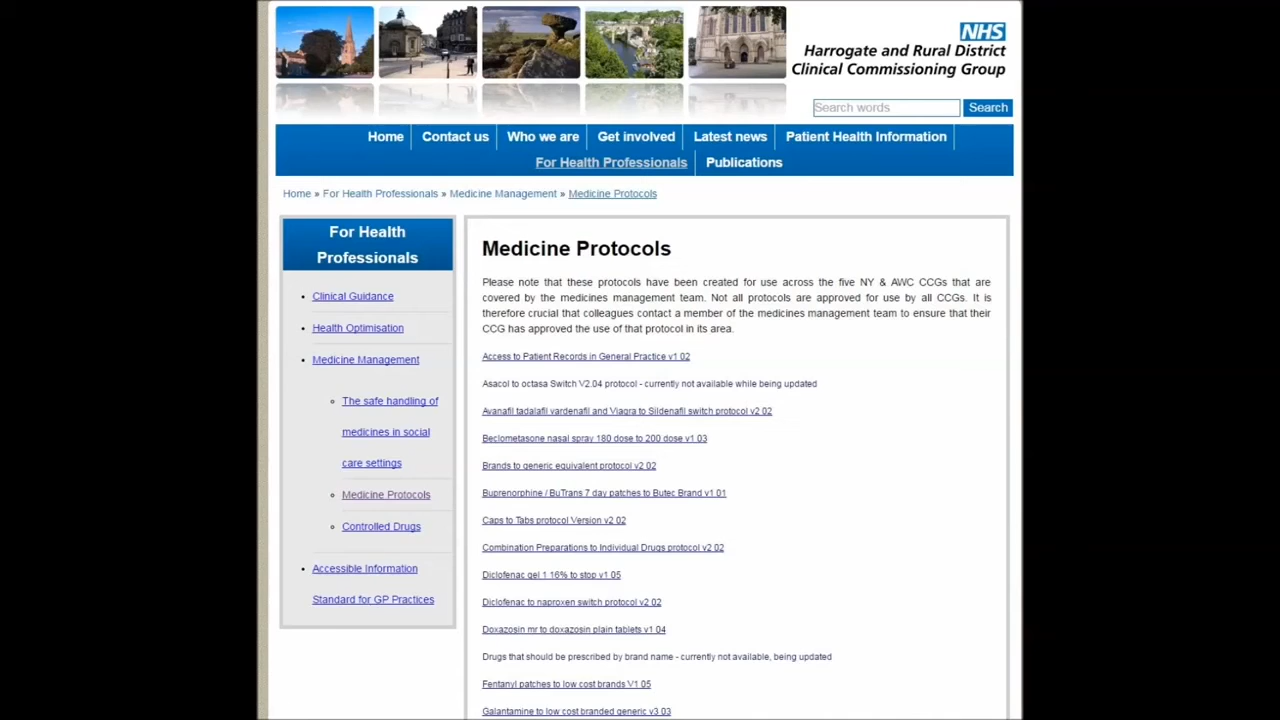 NHS
Harrogate and Rural District
Clinical Commissioning Group
Search words
Search
Home
Contact us
Who we are
Get involved
Latest news
Patient Health Information
For Health Professionals
Publications
Home » For Health Professionals » Medicine Management » Medicine Protocols
For Health
Professionals
Clinical Guidance
Health Optimisation
Medicine Management
The safe handling of
medicines in social
care settings
Medicine Protocols
Controlled Drugs
Accessible Information
Standard for GP Practices
Medicine Protocols
Please note that these protocols have been created for use across the five NY & AWC CCGs that are
covered by the medicines management team. Not all protocols are approved for use by all CCGs. It is
therefore crucial that colleagues contact a member of the medicines management team to ensure that their
CCG has approved the use of that protocol in its area.
Access to Patient Records in General Practice v1 02
Asacol to octasa Switch V2.04 protocol - currently not available while being updated
Avanafil tadalafil vardenafil and Viagra to Sildenafil switch protocol v2 02
Beclometasone nasal spray 180 dose to 200 dose v1 03
Brands to generic equivalent protocol v2 02
Buprenorphine / BuTrans 7 day patches to Butec Brand v1 01
Caps to Tabs protocol Version v2 02
Combination Preparations to Individual Drugs protocol v2 02
Diclofenac gel 1 16% to stop v1 05
Diclofenac to naproxen switch protocol v2 02
Doxazosin mr to doxazosin plain tablets v1 04
Drugs that should be prescribed by brand name - currently not available, being updated
Fentanyl patches to low cost brands V1 05
Galantamine to low cost branded generic v3 03